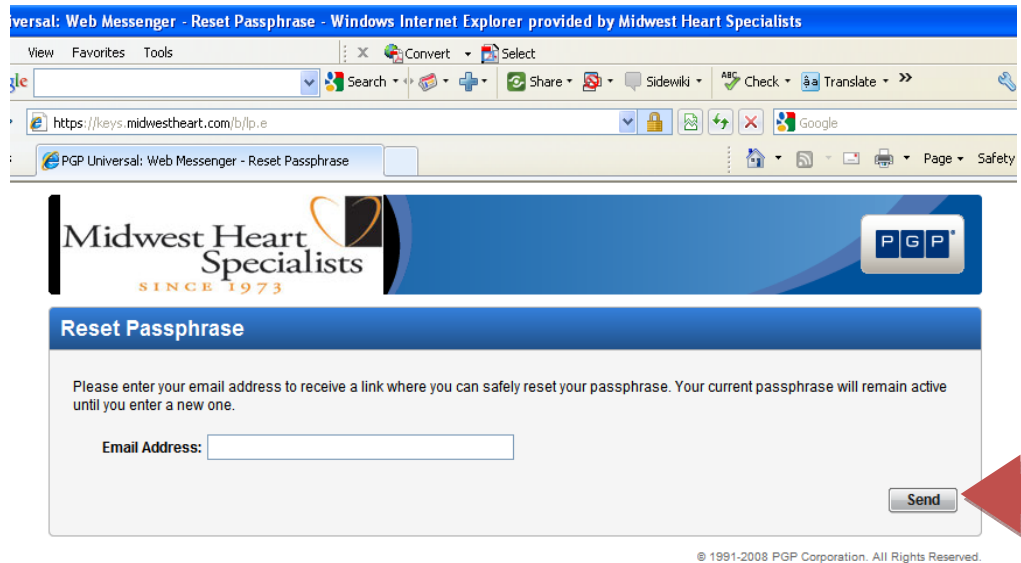 iversal: Web Messenger - Reset Passphrase - Windows Internet Explorer provided by Midwest Heart Specialists
View Favorites Tools X Convert Select
gle Search Share Sidewiki ABC Check ăa Translate »
https://keys.midwestheart.com/b/lp.e Google
PGP Universal: Web Messenger - Reset Passphrase Page Safety
Midwest Heart
Specialists
SINCE 1973
PGP®
Reset Passphrase
Please enter your email address to receive a link where you can safely reset your passphrase. Your current passphrase will remain active
until you enter a new one.
Email Address:
Send
© 1991-2008 PGP Corporation. All Rights Reserved.